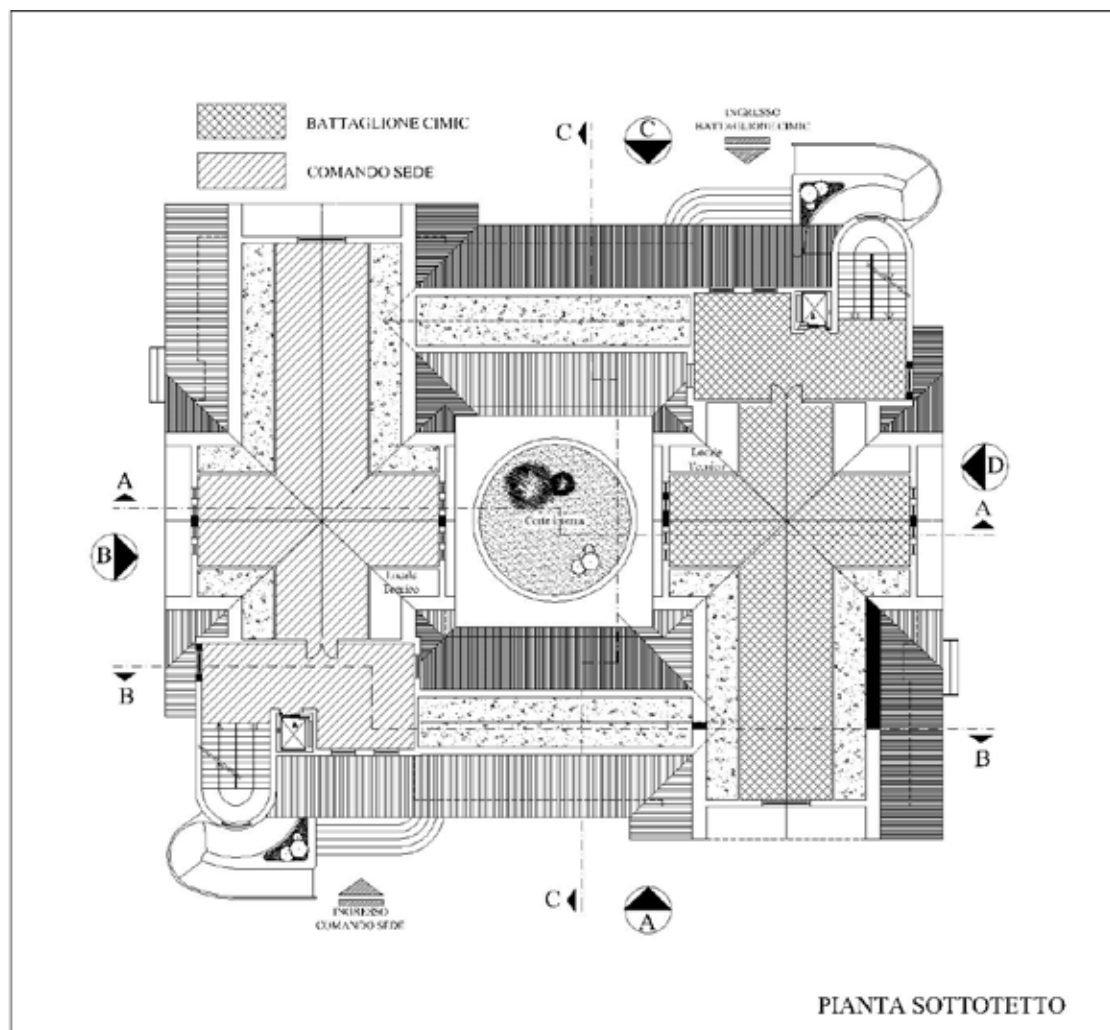 BATTAGLIONE CIMIC
COMANDO SEDE
C
C
INGRESSO
BATTAGLIONE CIMIC
Locale
Tecnico
D
A
A
B
Corte interna
Locale
Tecnico
B
B
C
A
INGRESSO
COMANDO SEDE
PIANTA SOTTOTETTO